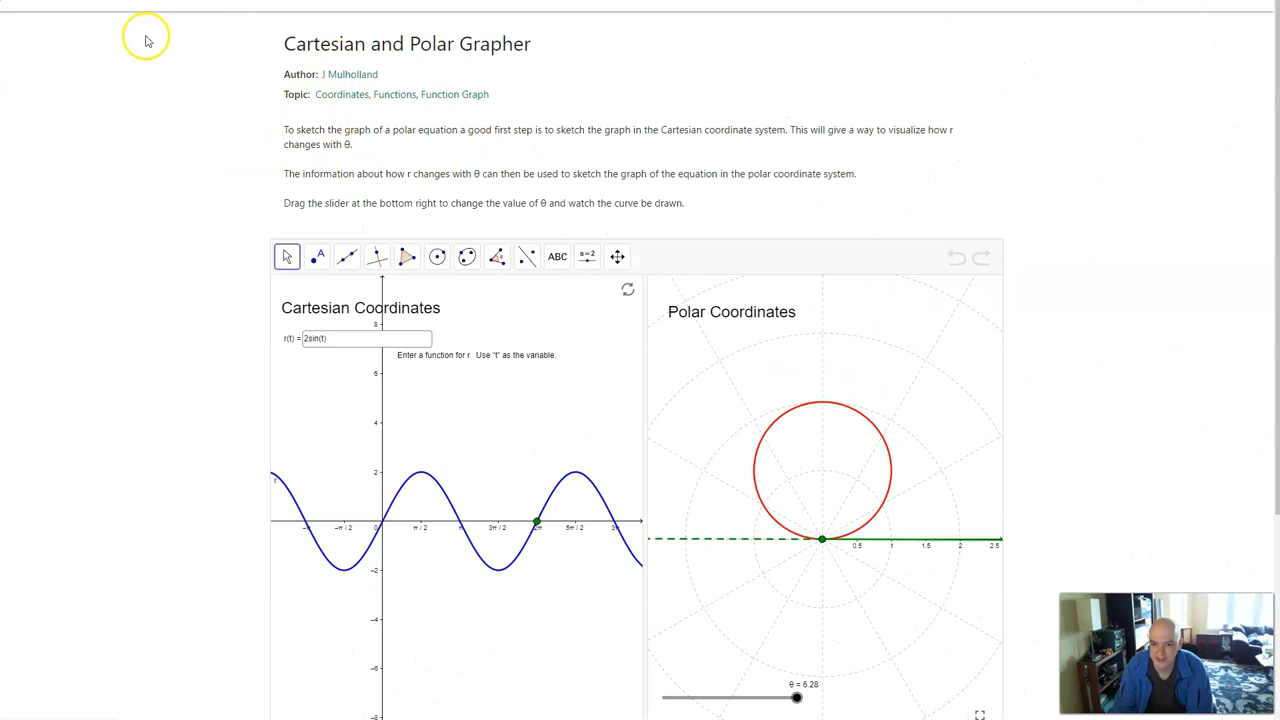 Cartesian and Polar Grapher
Author: J Mulholland
Topic: Coordinates, Functions, Function Graph
To sketch the graph of a polar equation a good first step is to sketch the graph in the Cartesian coordinate system. This will give a way to visualize how r
changes with θ.
The information about how r changes with θ can then be used to sketch the graph of the equation in the polar coordinate system.
Drag the slider at the bottom right to change the value of θ and watch the curve be drawn.
A
ABC
a=2
Cartesian Coordinates
Polar Coordinates
8
r(t) = 2sin(t)
Enter a function for r. Use "t" as the variable.
6
4
2
r
-π -π / 2 0 π / 2 π 3π / 2 2π 5π / 2 3π
0.5 1 1.5 2 2.5
-2
-4
-6
θ = 6.28
-8